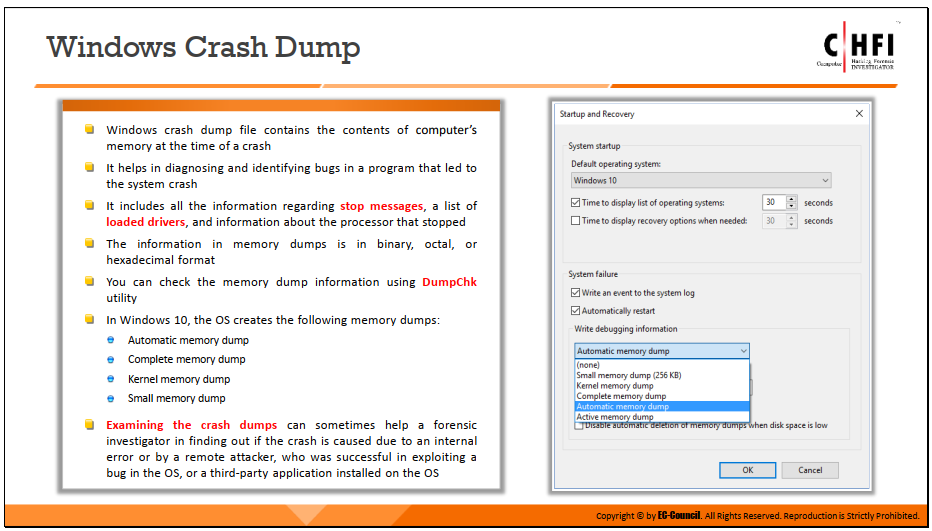 Windows Crash Dump
C HFI
Computer Hacking Forensic
INVESTIGATOR
Windows crash dump file contains the contents of computer's
memory at the time of a crash
It helps in diagnosing and identifying bugs in a program that led to
the system crash
It includes all the information regarding stop messages, a list of
loaded drivers, and information about the processor that stopped
The information in memory dumps is in binary, octal, or
hexadecimal format
You can check the memory dump information using DumpChk
utility
In Windows 10, the OS creates the following memory dumps:
Automatic memory dump
Complete memory dump
Kernel memory dump
Small memory dump
Examining the crash dumps can sometimes help a forensic
investigator in finding out if the crash is caused due to an internal
error or by a remote attacker, who was successful in exploiting a
bug in the OS, or a third-party application installed on the OS
Startup and Recovery
System startup
Default operating system:
Windows 10
Time to display list of operating systems: 30 seconds
Time to display recovery options when needed: 30 seconds
System failure
Write an event to the system log
Automatically restart
Write debugging information
Automatic memory dump
(none)
Small memory dump (256 KB)
Kernel memory dump
Complete memory dump
Automatic memory dump
Active memory dump
Disable automatic deletion of memory dumps when disk space is low
OK Cancel
Copyright © by EC-Council. All Rights Reserved. Reproduction is Strictly Prohibited.